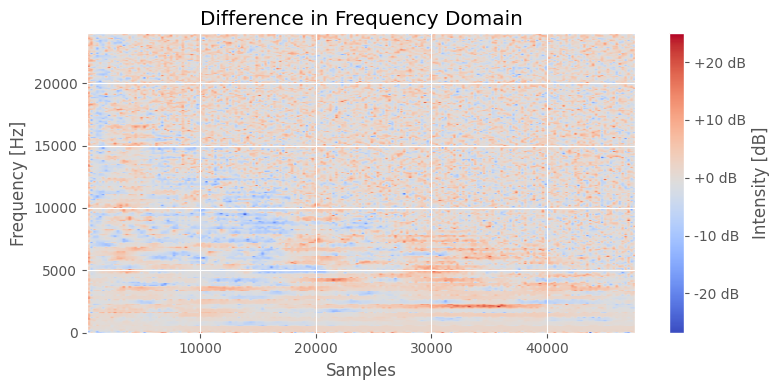 Difference in Frequency Domain
Frequency [Hz]
20000
15000
10000
5000
0
10000
20000
30000
40000
Samples
+20 dB
+10 dB
+0 dB
-10 dB
-20 dB
Intensity [dB]